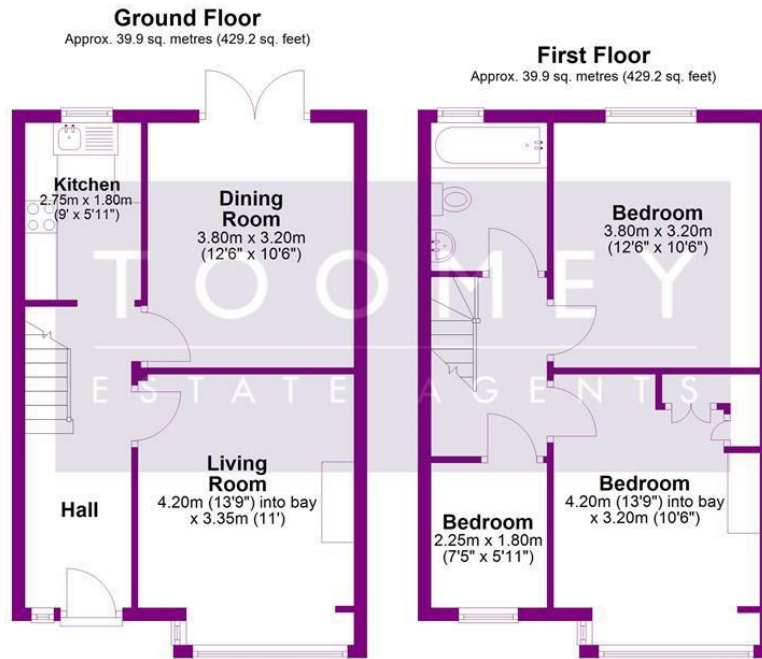 Ground Floor
Approx. 39.9 sq. metres (429.2 sq. feet)
Kitchen
2.75m x 1.80m
(9' x 5'11")
Dining
Room
3.80m x 3.20m
(12'6" x 10'6")
Living
Room
4.20m (13'9") into bay
x 3.35m (11')
Hall
First Floor
Approx. 39.9 sq. metres (429.2 sq. feet)
Bedroom
3.80m x 3.20m
(12'6" x 10'6")
Bedroom
4.20m (13'9") into bay
x 3.20m (10'6")
Bedroom
2.25m x 1.80m
(7'5" x 5'11")
TOOMEY
ESTATE AGENTS